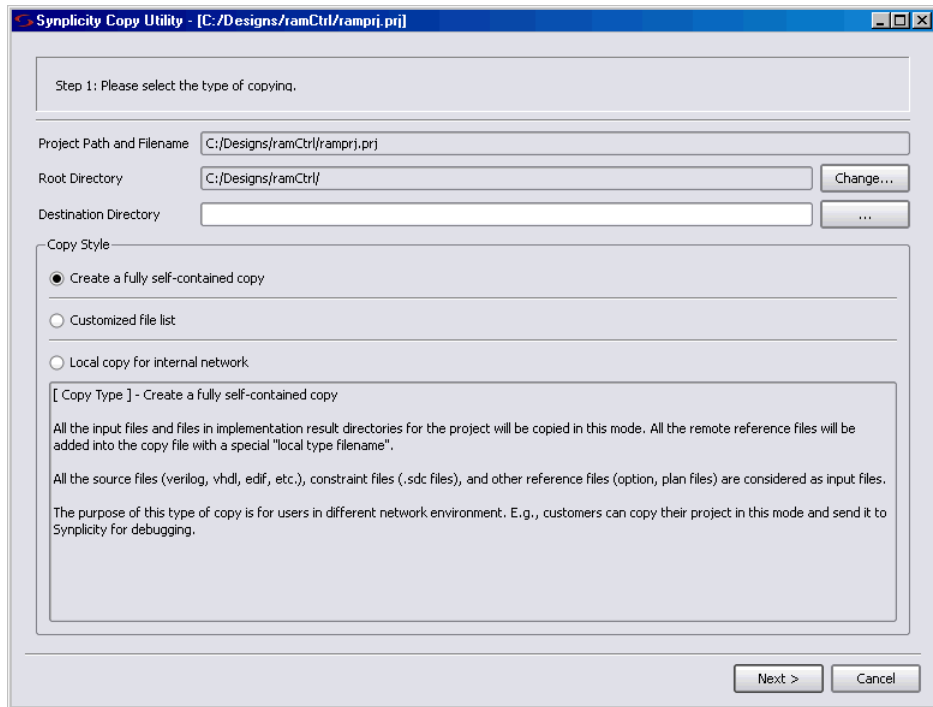 Synplicity Copy Utility - [C:/Designs/ramCtrl/ramprj.prj]
Step 1: Please select the type of copying.
Project Path and Filename C:/Designs/ramCtrl/ramprj.prj
Root Directory C:/Designs/ramCtrl/ Change...
Destination Directory ...
Copy Style
Create a fully self-contained copy
Customized file list
Local copy for internal network
[ Copy Type ] - Create a fully self-contained copy
All the input files and files in implementation result directories for the project will be copied in this mode. All the remote reference files will be
added into the copy file with a special "local type filename".
All the source files (verilog, vhdl, edif, etc.), constraint files (.sdc files), and other reference files (option, plan files) are considered as input files.
The purpose of this type of copy is for users in different network environment. E.g., customers can copy their project in this mode and send it to
Synplicity for debugging.
Next > Cancel